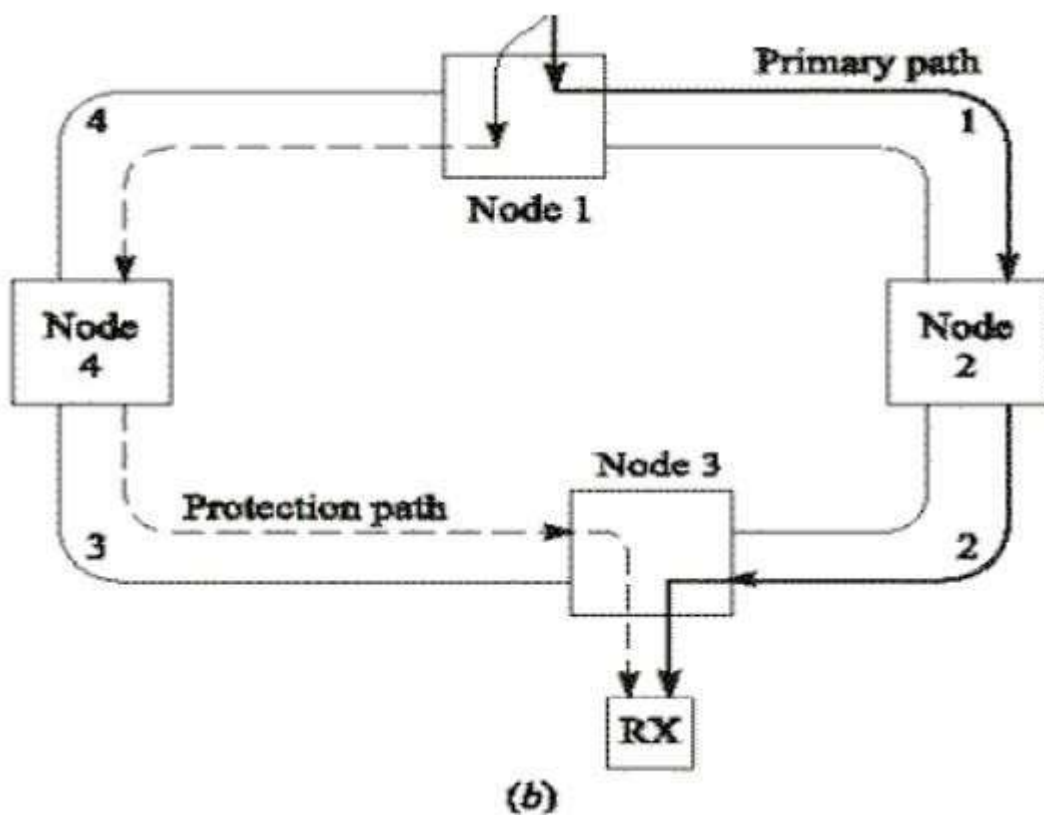 Primary path
4
1
Node 1
Node
4
Node
2
Node 3
Protection path
3
2
RX
(b)